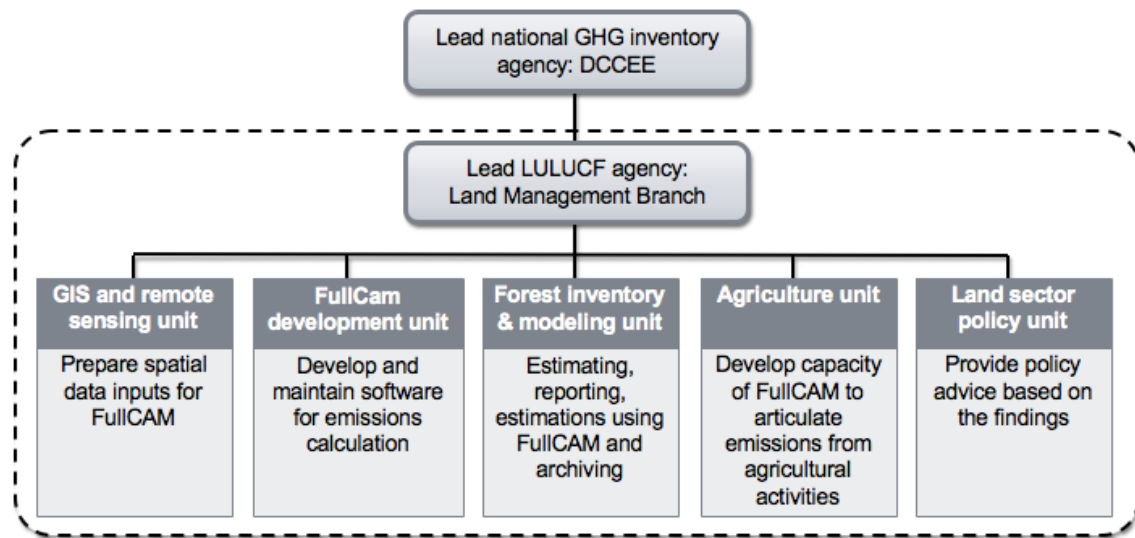 Lead national GHG inventory
agency: DCCEE
Lead LULUCF agency:
Land Management Branch
GIS and remote
sensing unit
Prepare spatial
data inputs for
FullCAM
FullCam
development unit
Develop and
maintain software
for emissions
calculation
Forest inventory
& modeling unit
Estimating,
reporting,
estimations using
FullCAM and
archiving
Agriculture unit
Develop capacity
of FullCAM to
articulate
emissions from
agricultural
activities
Land sector
policy unit
Provide policy
advice based on
the findings